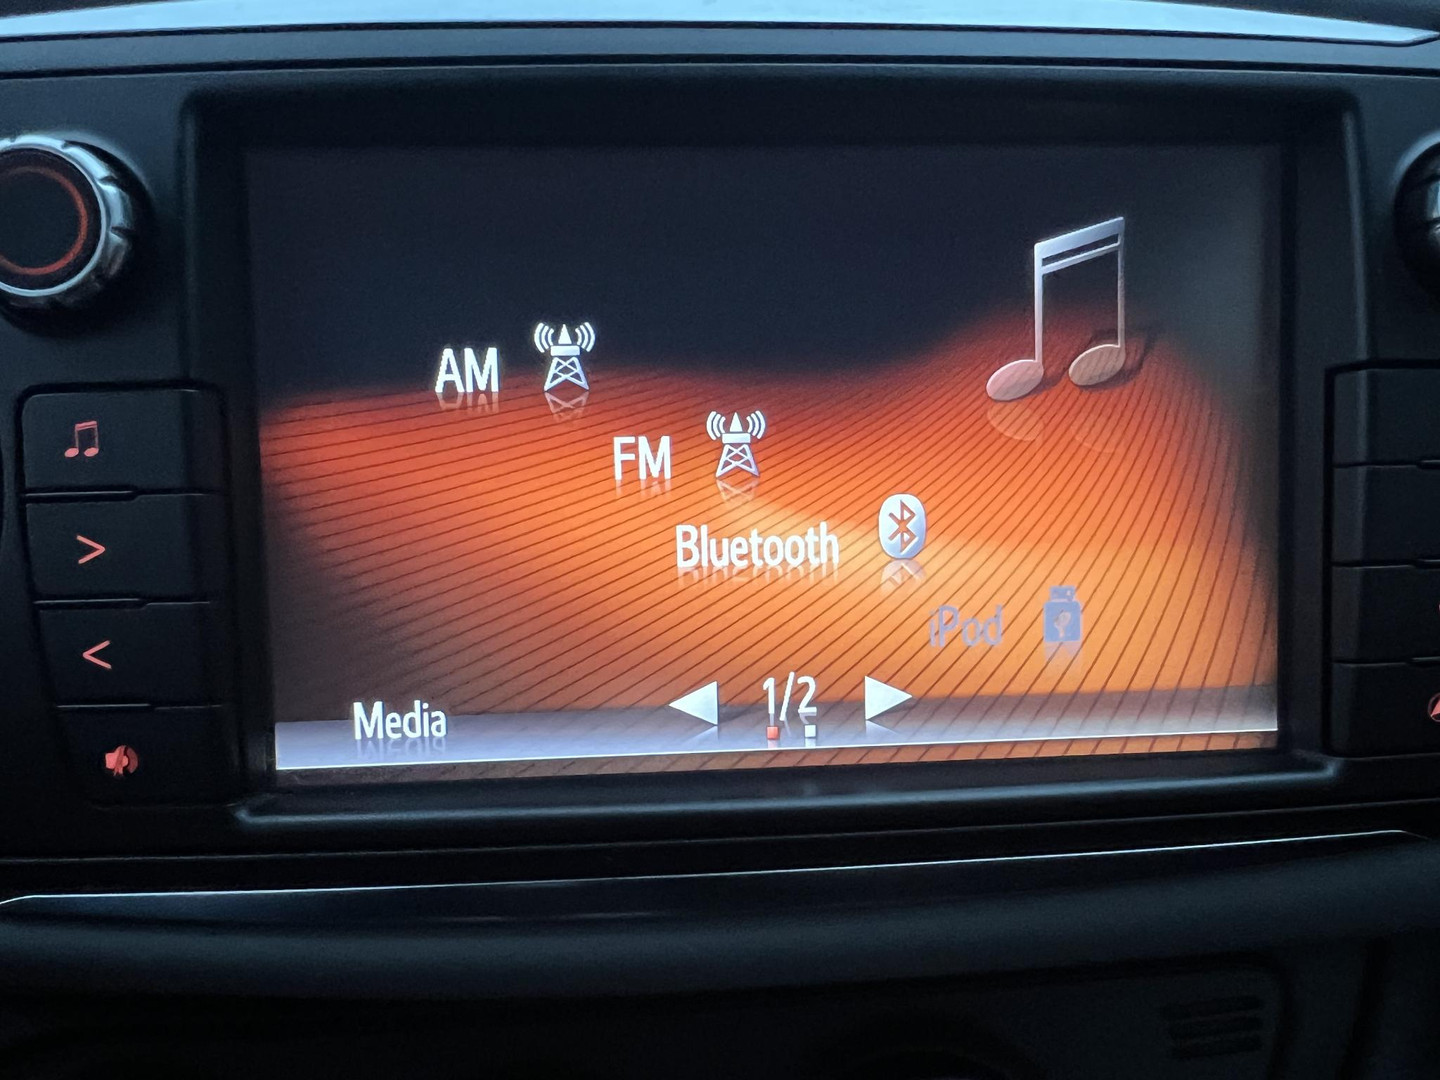 AM
FM
Bluetooth
iPod
Media
1/2